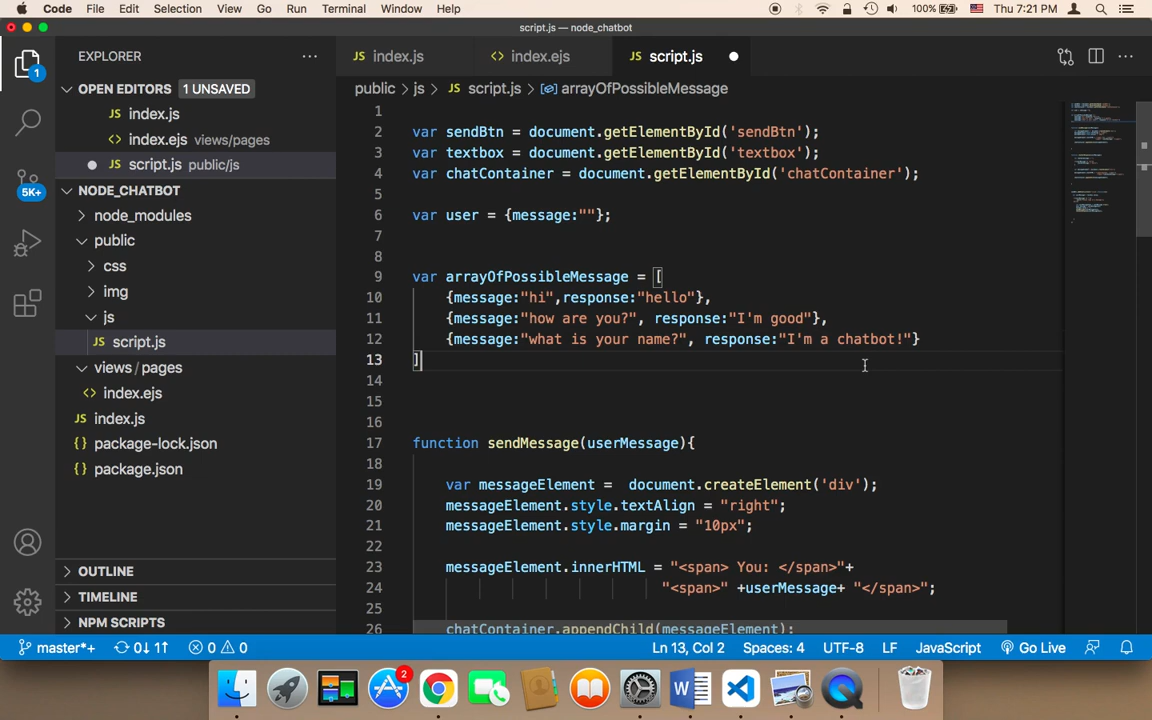 Code File Edit Selection View Go Run Terminal Window Help 100% Thu 7:21 PM
script.js — node_chatbot
EXPLORER
JS index.js <> index.ejs JS script.js
OPEN EDITORS 1 UNSAVED
public > js > JS script.js > arrayOfPossibleMessage
JS index.js
<> index.ejs views/pages
JS script.js public/js
NODE_CHATBOT
node_modules
public
css
img
js
JS script.js
views / pages
<> index.ejs
JS index.js
{} package-lock.json
{} package.json
OUTLINE
TIMELINE
NPM SCRIPTS
1
5K+
1
2 var sendBtn = document.getElementById('sendBtn');
3 var textbox = document.getElementById('textbox');
4 var chatContainer = document.getElementById('chatContainer');
5
6 var user = {message:""};
7
8
9 var arrayOfPossibleMessage = [
10 {message:"hi",response:"hello"},
11 {message:"how are you?", response:"I'm good"},
12 {message:"what is your name?", response:"I'm a chatbot!"}
13 ]
14
15
16
17 function sendMessage(userMessage){
18
19 var messageElement =  document.createElement('div');
20 messageElement.style.textAlign = "right";
21 messageElement.style.margin = "10px";
22
23 messageElement.innerHTML = "<span> You: </span>"+
24 "<span>" +userMessage+ "</span>";
25
26 chatContainer.appendChild(messageElement);
master*+ 0↓ 1↑ 0 0 Ln 13, Col 2 Spaces: 4 UTF-8 LF JavaScript Go Live
2